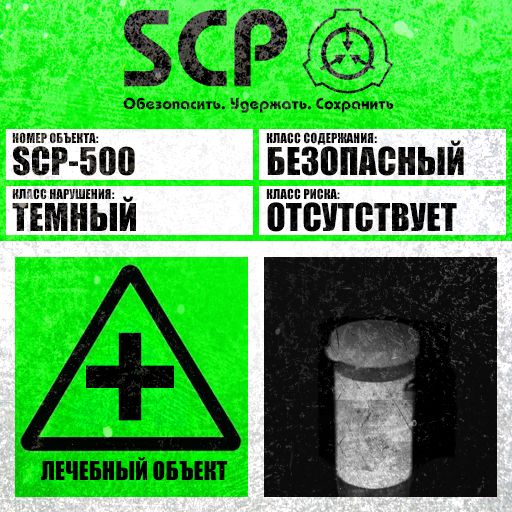 SCP
Обезопасить. Удержать. Сохранить
НОМЕР ОБЪЕКТА:
SCP-500
КЛАСС СОДЕРЖАНИЯ:
БЕЗОПАСНЫЙ
КЛАСС НАРУШЕНИЯ:
ТЕМНЫЙ
КЛАСС РИСКА:
ОТСУТСТВУЕТ
ЛЕЧЕБНЫЙ ОБЪЕКТ